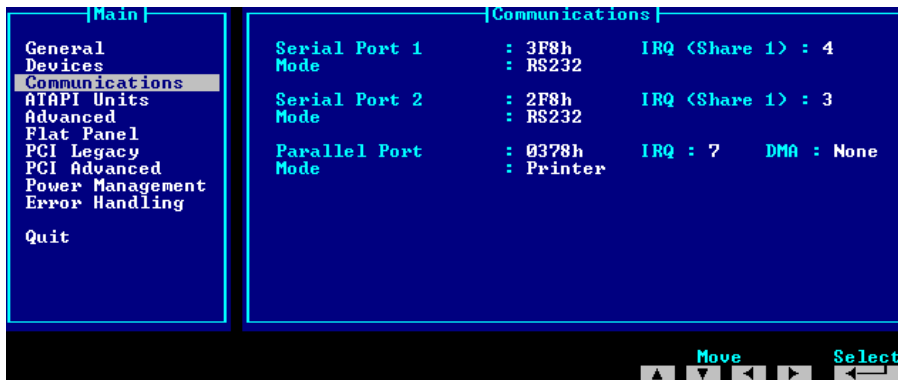 Main
General
Devices
Communications
ATAPI Units
Advanced
Flat Panel
PCI Legacy
PCI Advanced
Power Management
Error Handling
Quit
Communications
Serial Port 1 : 3F8h IRQ (Share 1) : 4
Mode : RS232
Serial Port 2 : 2F8h IRQ (Share 1) : 3
Mode : RS232
Parallel Port : 0378h IRQ : 7 DMA : None
Mode : Printer
Move Select